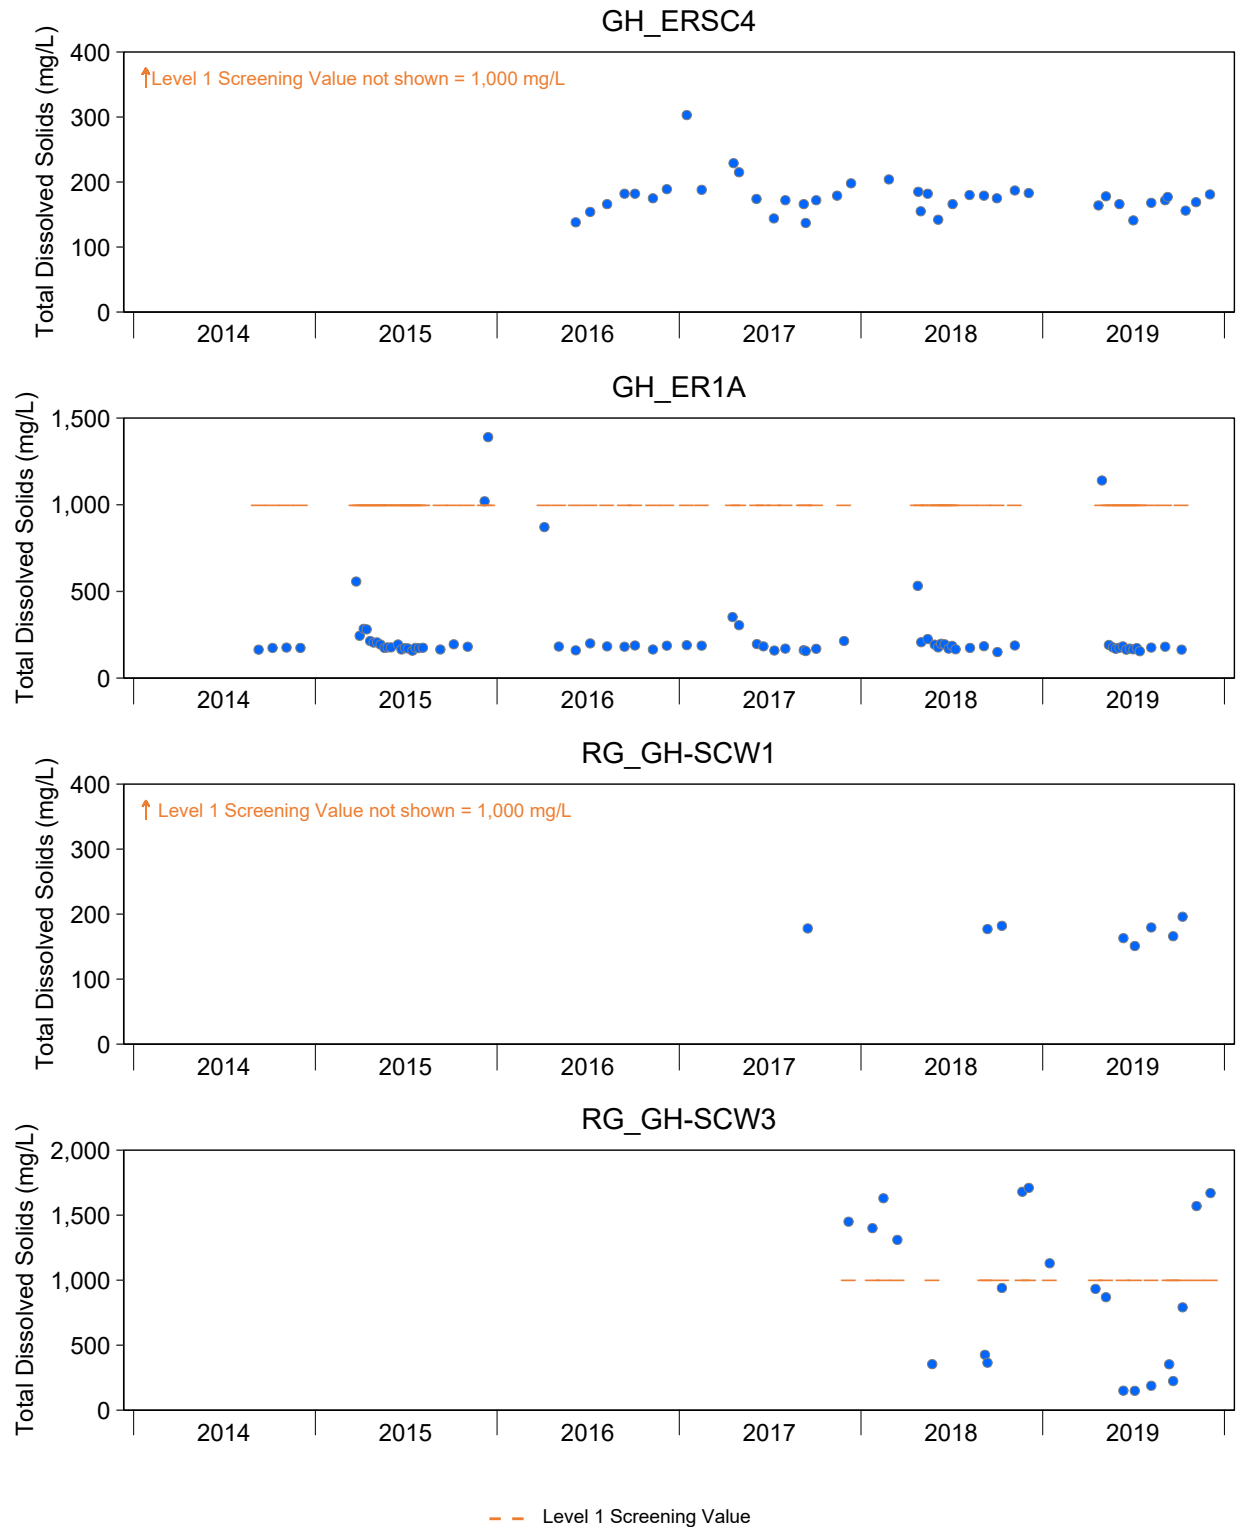 GH_ERSC4
Total Dissolved Solids (mg/L)
400
300
200
100
0
↑Level 1 Screening Value not shown = 1,000 mg/L
2014 2015 2016 2017 2018 2019
GH_ER1A
Total Dissolved Solids (mg/L)
1,500
1,000
500
0
2014 2015 2016 2017 2018 2019
RG_GH-SCW1
Total Dissolved Solids (mg/L)
400
300
200
100
0
↑ Level 1 Screening Value not shown = 1,000 mg/L
2014 2015 2016 2017 2018 2019
RG_GH-SCW3
Total Dissolved Solids (mg/L)
2,000
1,500
1,000
500
0
2014 2015 2016 2017 2018 2019
Level 1 Screening Value